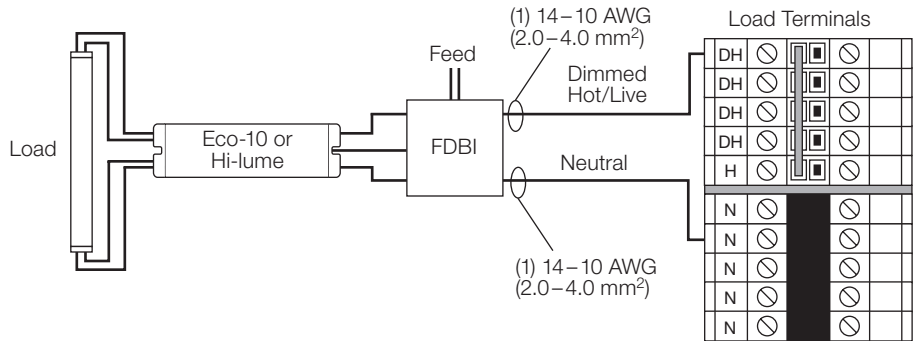 (1) 14–10 AWG
(2.0–4.0 mm²)
Load Terminals
Feed
Dimmed
Hot/Live
DH
DH
DH
DH
H
Load
Eco-10 or
Hi-lume
FDBI
Neutral
N
N
N
N
N
(1) 14–10 AWG
(2.0–4.0 mm²)